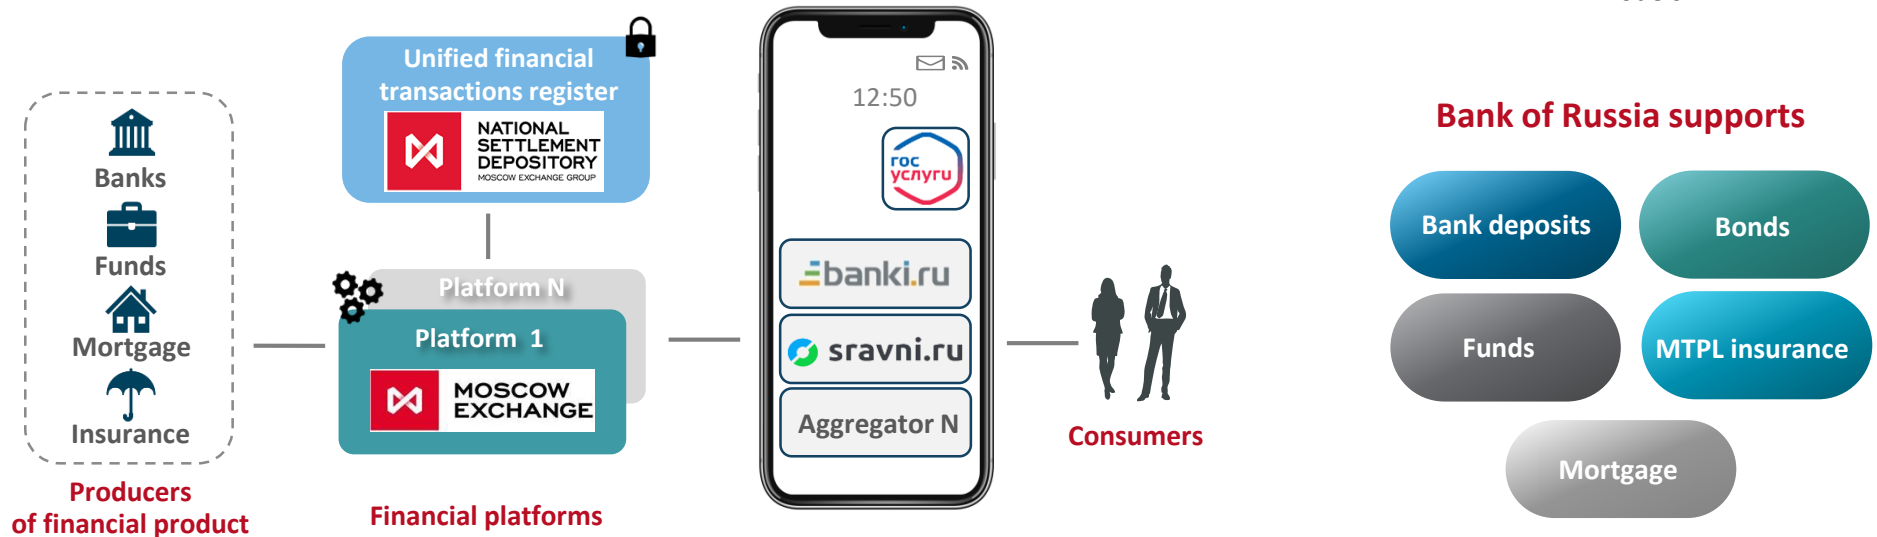 Banks
Funds
Mortgage
Insurance
Producers
of financial product
Unified financial
transactions register
NATIONAL
SETTLEMENT
DEPOSITORY
MOSCOW EXCHANGE GROUP
Platform N
Platform 1
MOSCOW
EXCHANGE
Financial platforms
12:50
гос
услуги
banki.ru
sravni.ru
Aggregator N
Consumers
Bank of Russia supports
Bank deposits
Bonds
Funds
MTPL insurance
Mortgage